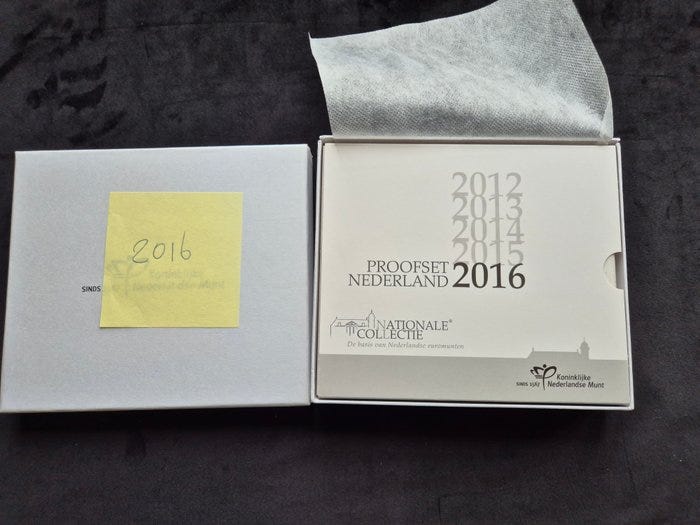 2016
SINDS 1567
Koninklijke
Nederlandse Munt
2012
2013
2014
2015
PROOFSET
NEDERLAND 2016
NATIONALE®
COLLECTIE
De basis van Nederlandse euromunten
SINDS 1567
Koninklijke
Nederlandse Munt